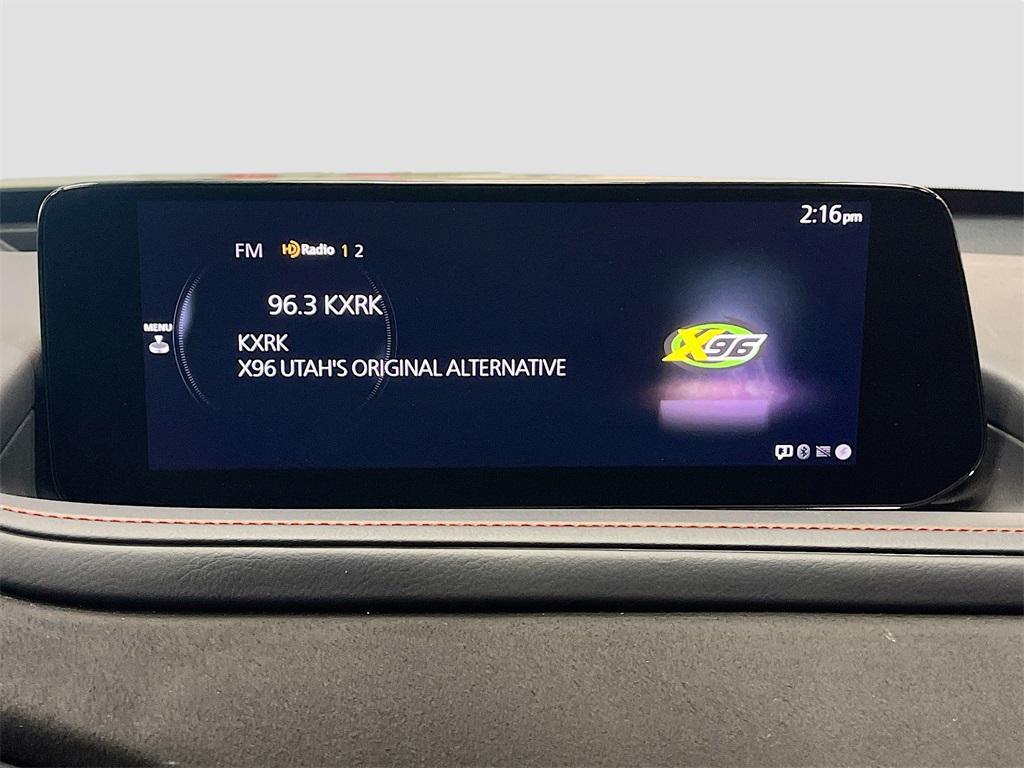 2:16pm
FM HD Radio 1 2
96.3 KXRK
MENU
KXRK
X96 UTAH'S ORIGINAL ALTERNATIVE
X96